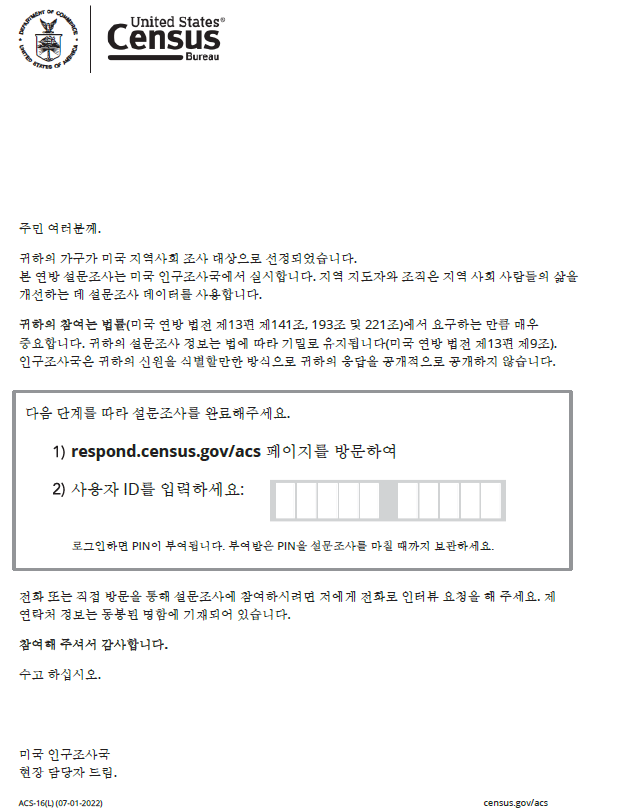 DEPARTMENT OF COMMERCE
UNITED STATES OF AMERICA
United States®
Census
Bureau
주민 여러분께.
귀하의 가구가 미국 지역사회 조사 대상으로 선정되었습니다.
본 연방 설문조사는 미국 인구조사국에서 실시합니다. 지역 지도자와 조직은 지역 사회 사람들의 삶을
개선하는 데 설문조사 데이터를 사용합니다.
귀하의 참여는 법률(미국 연방 법전 제13편 제141조, 193조 및 221조)에서 요구하는 만큼 매우
중요합니다. 귀하의 설문조사 정보는 법에 따라 기밀로 유지됩니다(미국 연방 법전 제13편 제9조).
인구조사국은 귀하의 신원을 식별할만한 방식으로 귀하의 응답을 공개적으로 공개하지 않습니다.
다음 단계를 따라 설문조사를 완료해주세요.
1) respond.census.gov/acs 페이지를 방문하여
2) 사용자 ID를 입력하세요:
로그인하면 PIN이 부여됩니다. 부여받은 PIN을 설문조사를 마칠 때까지 보관하세요.
전화 또는 직접 방문을 통해 설문조사에 참여하시려면 저에게 전화로 인터뷰 요청을 해 주세요. 제
연락처 정보는 동봉된 명함에 기재되어 있습니다.
참여해 주셔서 감사합니다.
수고 하십시오.
미국 인구조사국
현장 담당자 드림.
ACS-16(L) (07-01-2022)
census.gov/acs